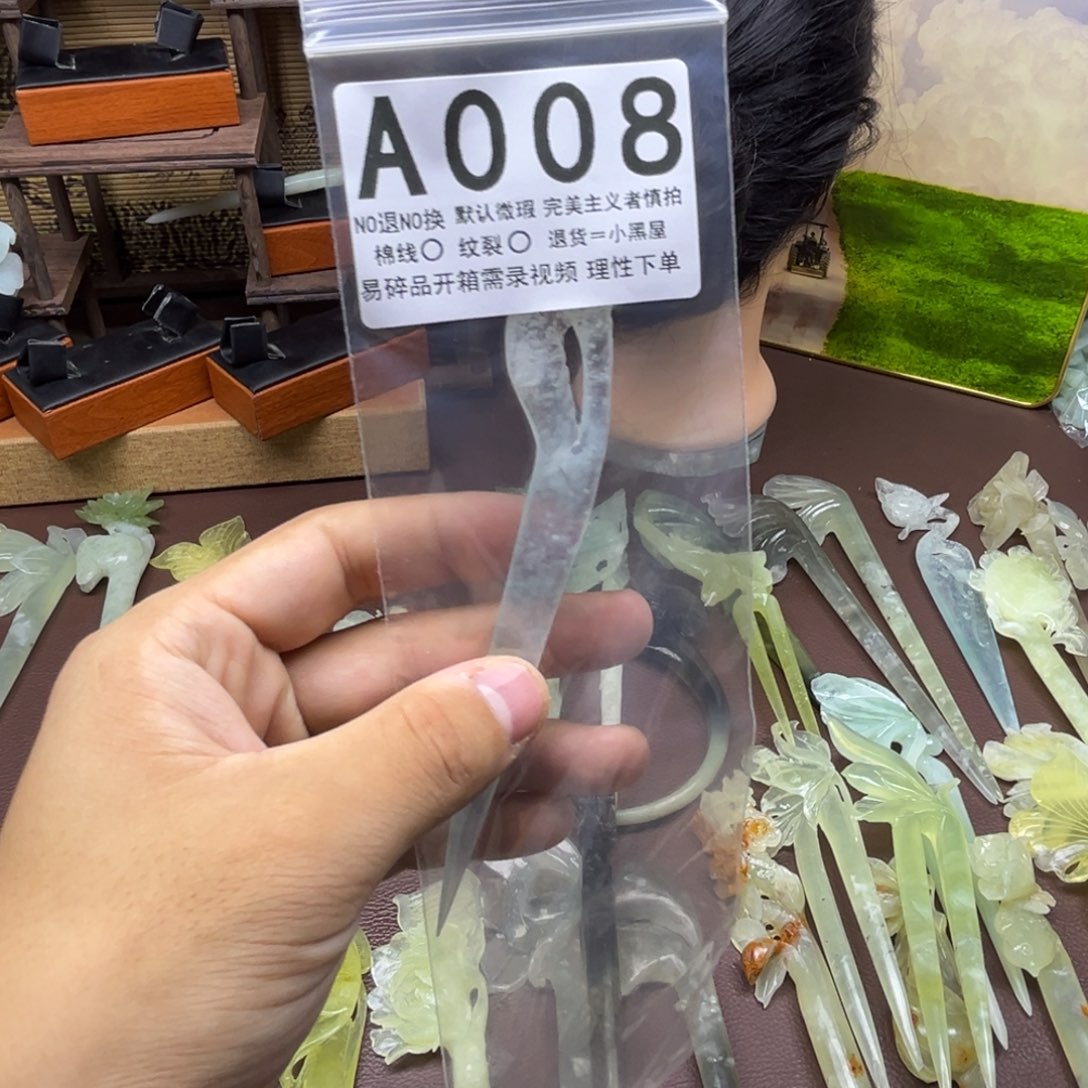 A008
NO退NO换 默认微瑕 完美主义者慎拍
棉线○ 纹裂○ 退货=小黑屋
易碎品开箱需录视频 理性下单